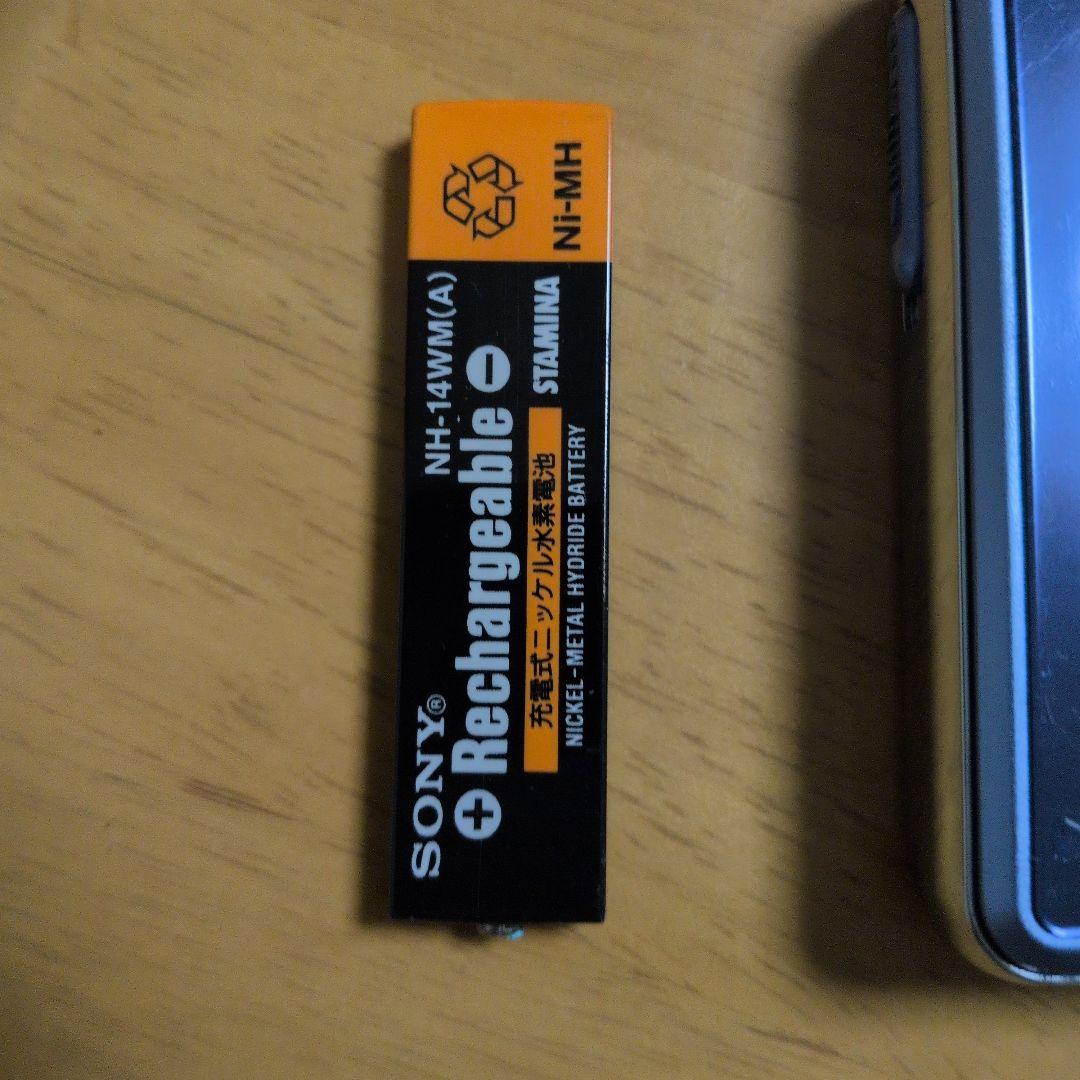 SONY® NH-14WM(A)
⊕ Rechargeable ⊖
充電式ニッケル水素電池 STAMINA
NICKEL-METAL HYDRIDE BATTERY
Ni-MH